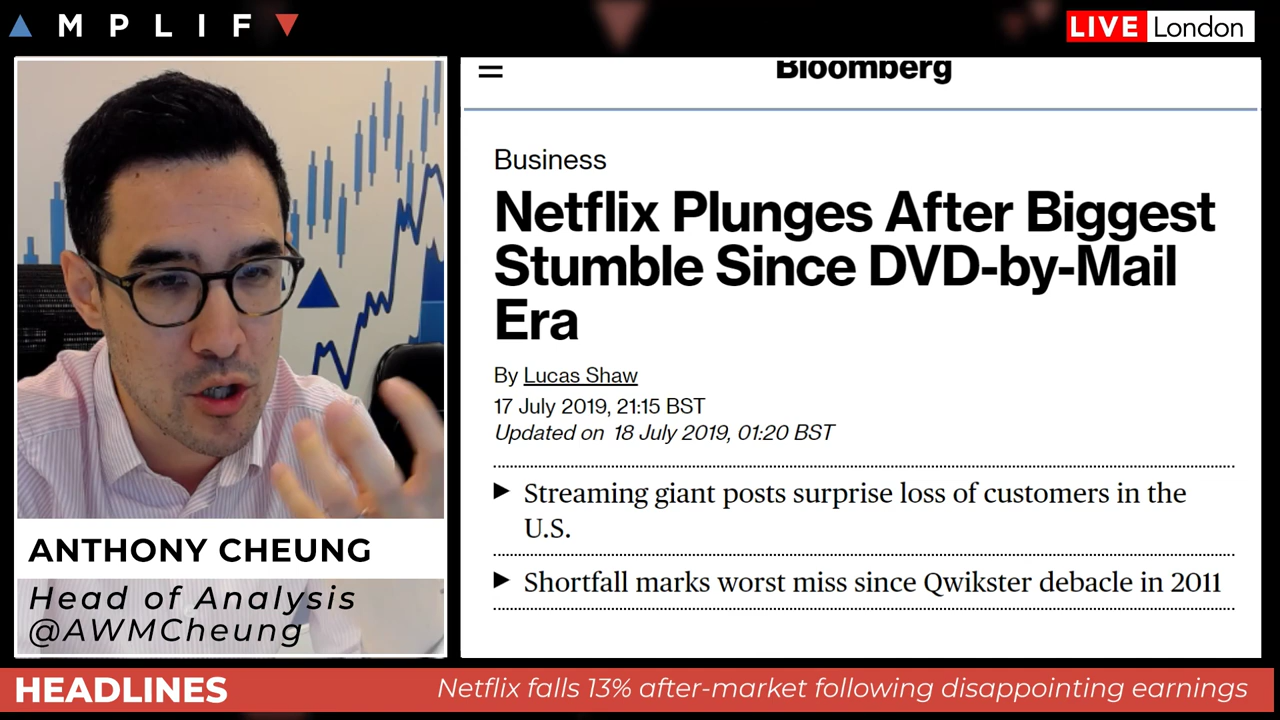 AMPLIFY
LIVE London
Bloomberg
Business
Netflix Plunges After Biggest
Stumble Since DVD-by-Mail
Era
By Lucas Shaw
17 July 2019, 21:15 BST
Updated on 18 July 2019, 01:20 BST
Streaming giant posts surprise loss of customers in the
U.S.
Shortfall marks worst miss since Qwikster debacle in 2011
ANTHONY CHEUNG
Head of Analysis
@AWMCheung
HEADLINES
Netflix falls 13% after-market following disappointing earnings